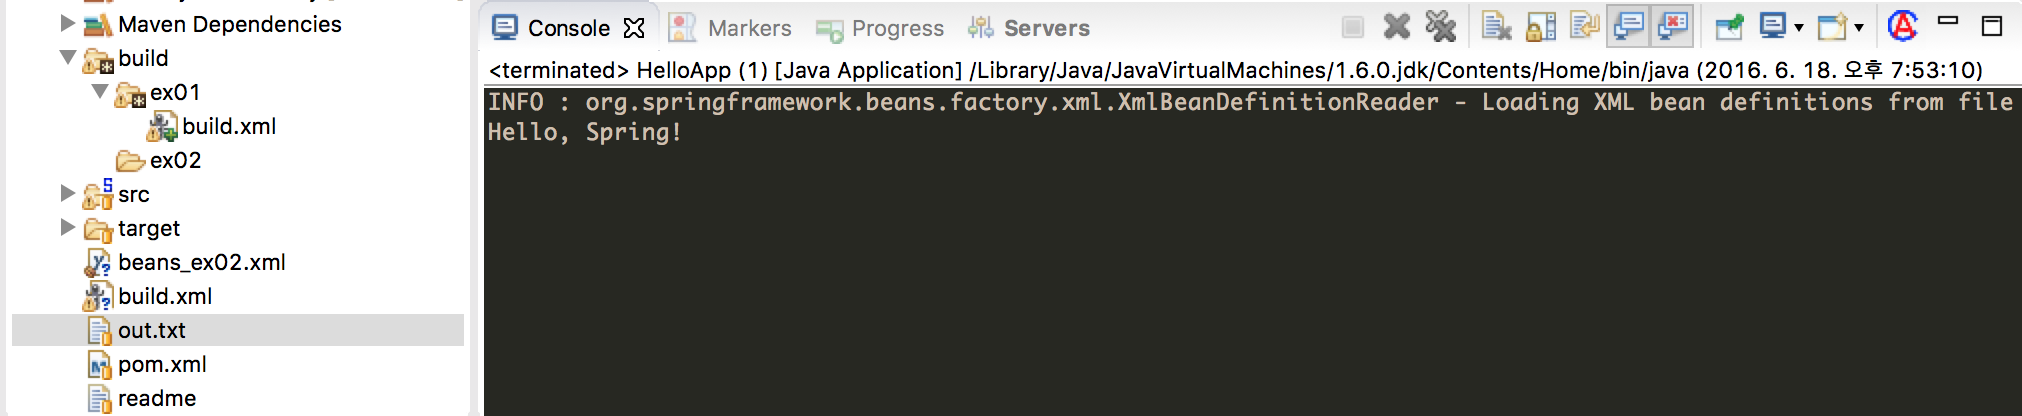 Maven Dependencies
build
ex01
build.xml
ex02
src
target
beans_ex02.xml
build.xml
out.txt
pom.xml
readme
Console Markers Progress Servers
<terminated> HelloApp (1) [Java Application] /Library/Java/JavaVirtualMachines/1.6.0.jdk/Contents/Home/bin/java (2016. 6. 18. 오후 7:53:10)
INFO : org.springframework.beans.factory.xml.XmlBeanDefinitionReader - Loading XML bean definitions from file
Hello, Spring!